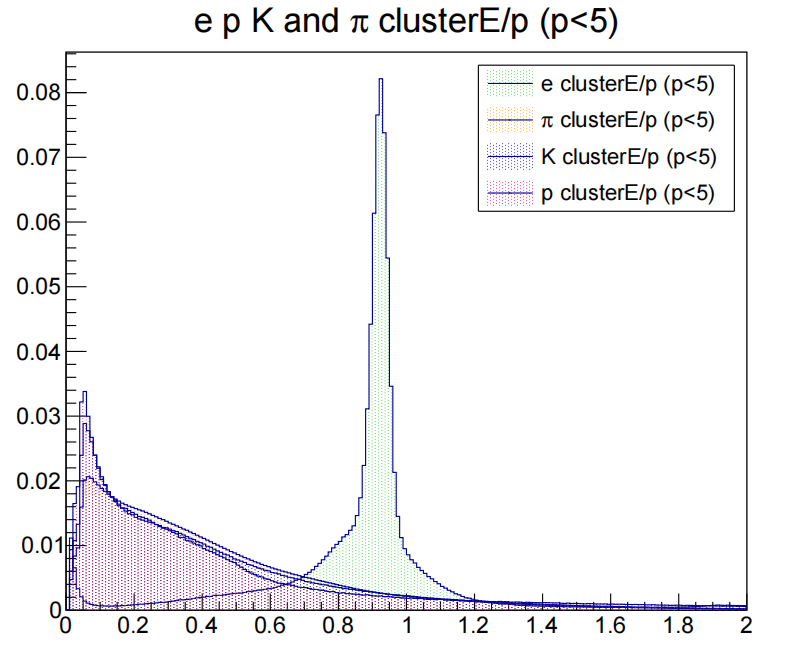 e p K and π clusterE/p (p<5)
e clusterE/p (p<5)
π clusterE/p (p<5)
K clusterE/p (p<5)
p clusterE/p (p<5)
0.08
0.07
0.06
0.05
0.04
0.03
0.02
0.01
0
0 0.2 0.4 0.6 0.8 1 1.2 1.4 1.6 1.8 2